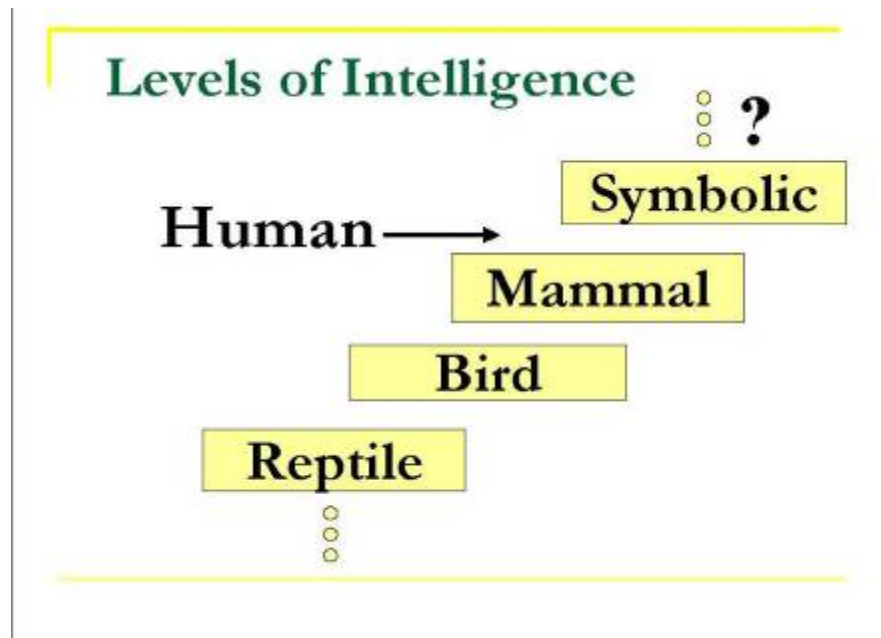 Levels of Intelligence
?
Symbolic
Human
Mammal
Bird
Reptile